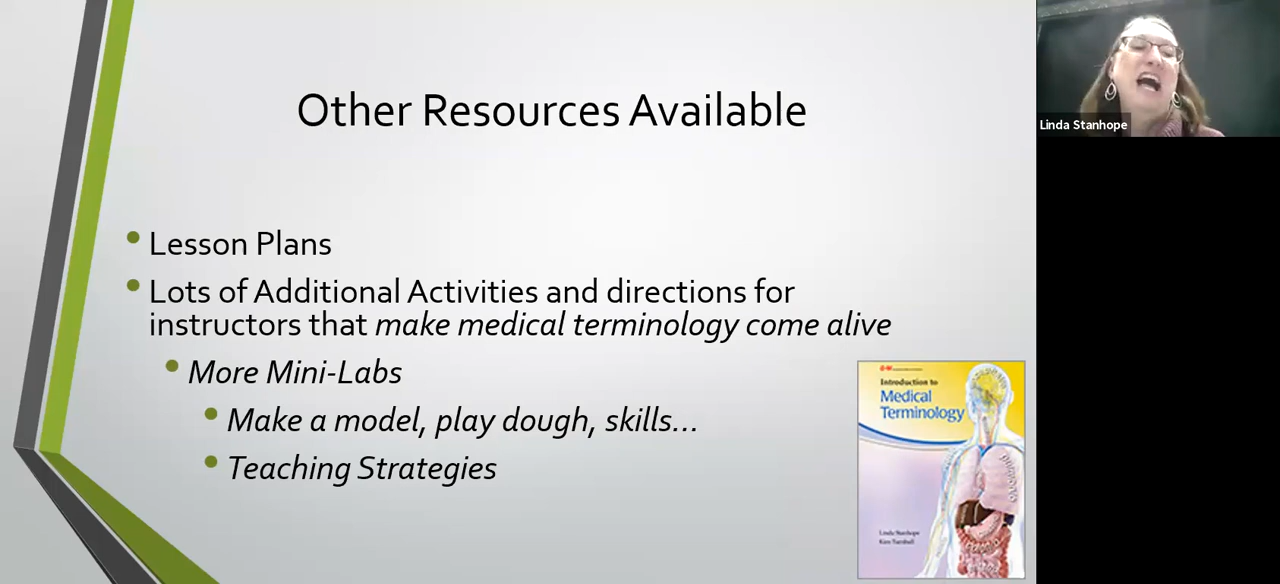 Other Resources Available
Lesson Plans
Lots of Additional Activities and directions for
instructors that make medical terminology come alive
More Mini-Labs
Make a model, play dough, skills...
Teaching Strategies
Linda Stanhope
Introduction to
Medical
Terminology
Linda Stanhope
Kim Turnbull